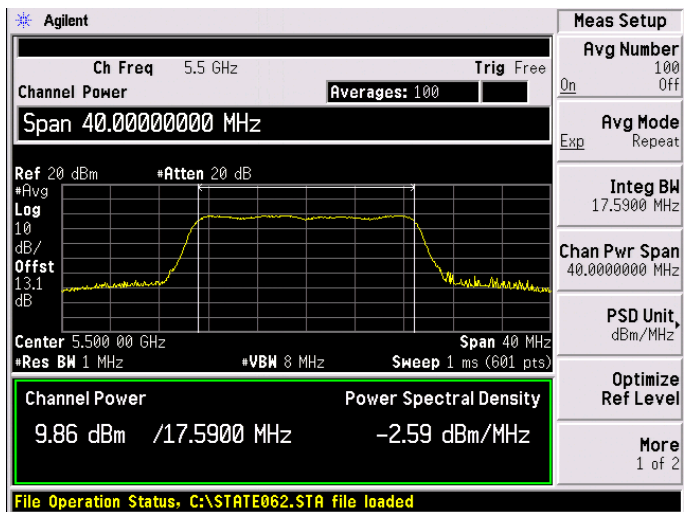 Agilent
Meas Setup
Ch Freq 5.5 GHz Trig Free
Channel Power Averages: 100
Span 40.00000000 MHz
Ref 20 dBm #Atten 20 dB
#Avg
Log
10
dB/
Offst
13.1
dB
Center 5.500 00 GHz Span 40 MHz
#Res BW 1 MHz #VBW 8 MHz Sweep 1 ms (601 pts)
Channel Power Power Spectral Density
9.86 dBm /17.5900 MHz -2.59 dBm/MHz
File Operation Status, C:\STATE062.STA file loaded
Avg Number
100
On Off
Avg Mode
Exp Repeat
Integ BW
17.5900 MHz
Chan Pwr Span
40.0000000 MHz
PSD Unit
dBm/MHz
Optimize
Ref Level
More
1 of 2